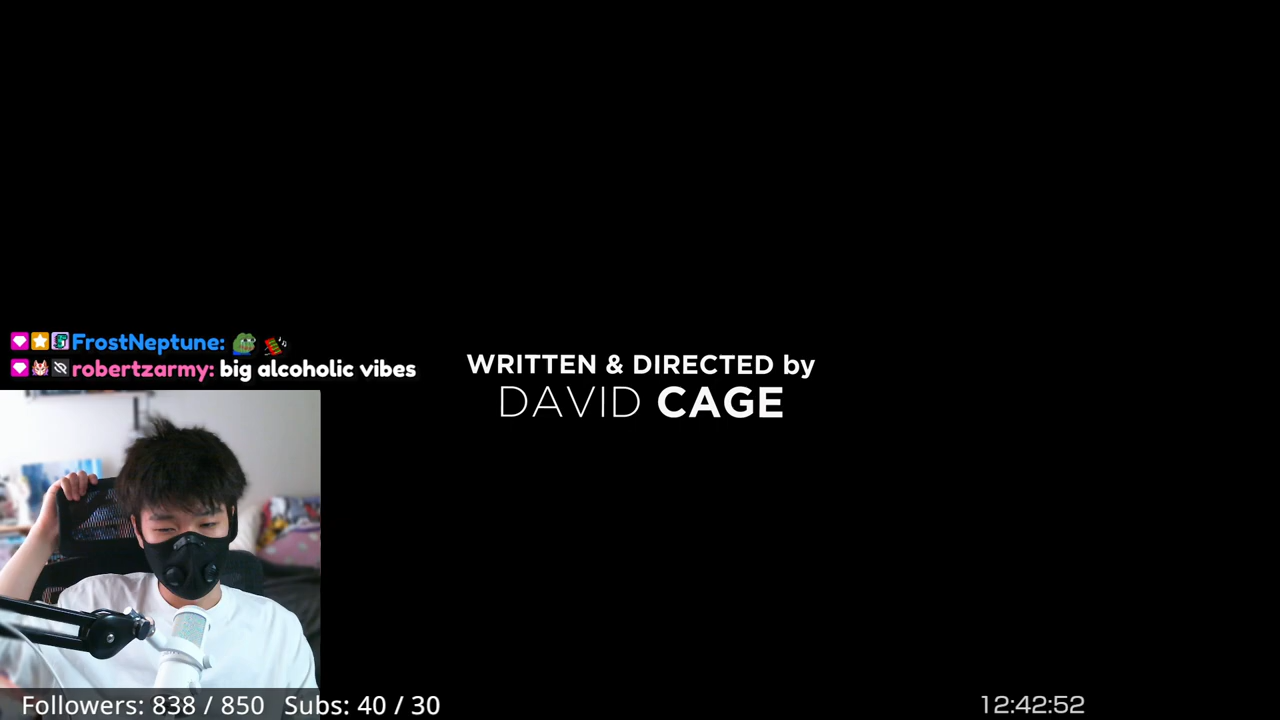 FrostNeptune:
robertzarmy: big alcoholic vibes
WRITTEN & DIRECTED by
DAVID CAGE
Followers: 838 / 850 Subs: 40 / 30
12:42:52